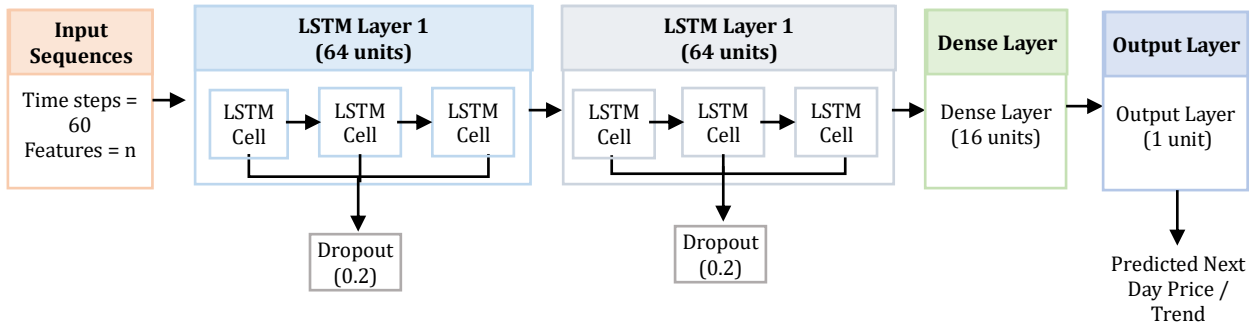 Input
Sequences
Time steps =
60
Features = n
LSTM Layer 1
(64 units)
LSTM
Cell
LSTM
Cell
LSTM
Cell
Dropout
(0.2)
LSTM Layer 1
(64 units)
LSTM
Cell
LSTM
Cell
LSTM
Cell
Dropout
(0.2)
Dense Layer
Dense Layer
(16 units)
Output Layer
Output Layer
(1 unit)
Predicted Next
Day Price /
Trend